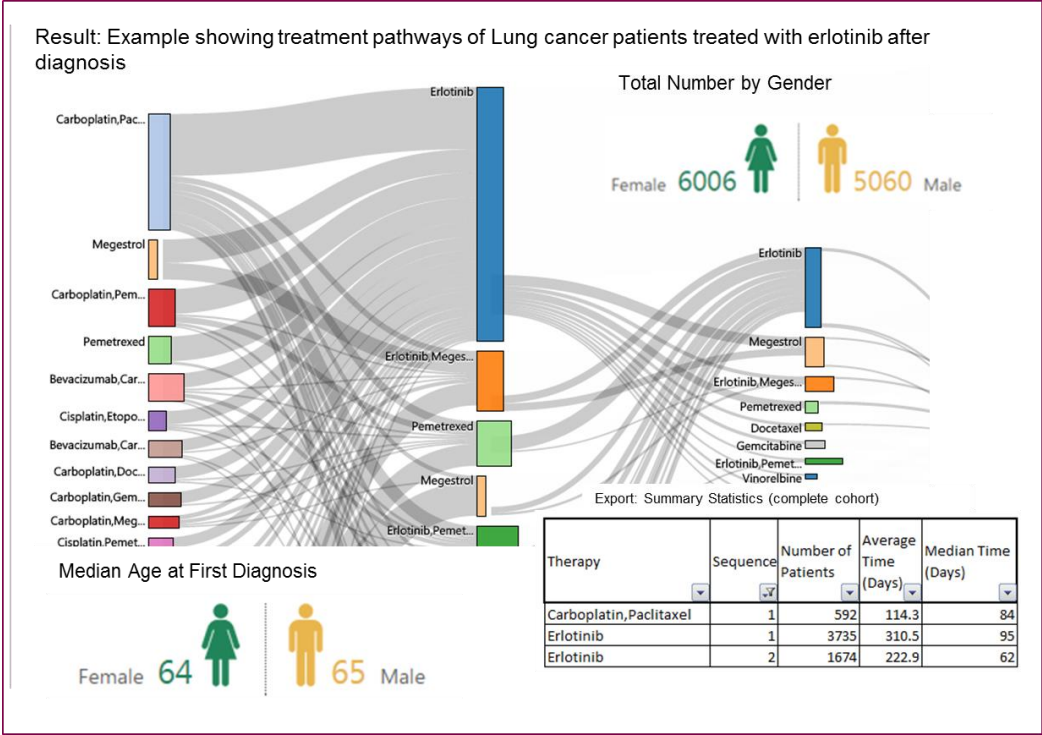 Result: Example showing treatment pathways of Lung cancer patients treated with erlotinib after
diagnosis
Total Number by Gender
Female 6006
5060 Male
Carboplatin,Pac...
Megestrol
Carboplatin,Pem...
Pemetrexed
Bevacizumab,Car...
Cisplatin,Etopo...
Bevacizumab,Car...
Carboplatin,Doc...
Carboplatin,Gem...
Carboplatin,Meg...
Cisplatin,Pemet...
Erlotinib
Erlotinib,Meges...
Pemetrexed
Megestrol
Erlotinib,Pemet...
Erlotinib
Megestrol
Erlotinib,Meges...
Pemetrexed
Docetaxel
Gemcitabine
Erlotinib,Pemet...
Vinorelbine
Export: Summary Statistics (complete cohort)
Therapy Sequence Number of Patients Average Time (Days) Median Time (Days)
Carboplatin,Paclitaxel 1 592 114.3 84
Erlotinib 1 3735 310.5 95
Erlotinib 2 1674 222.9 62
Median Age at First Diagnosis
Female 64
65 Male